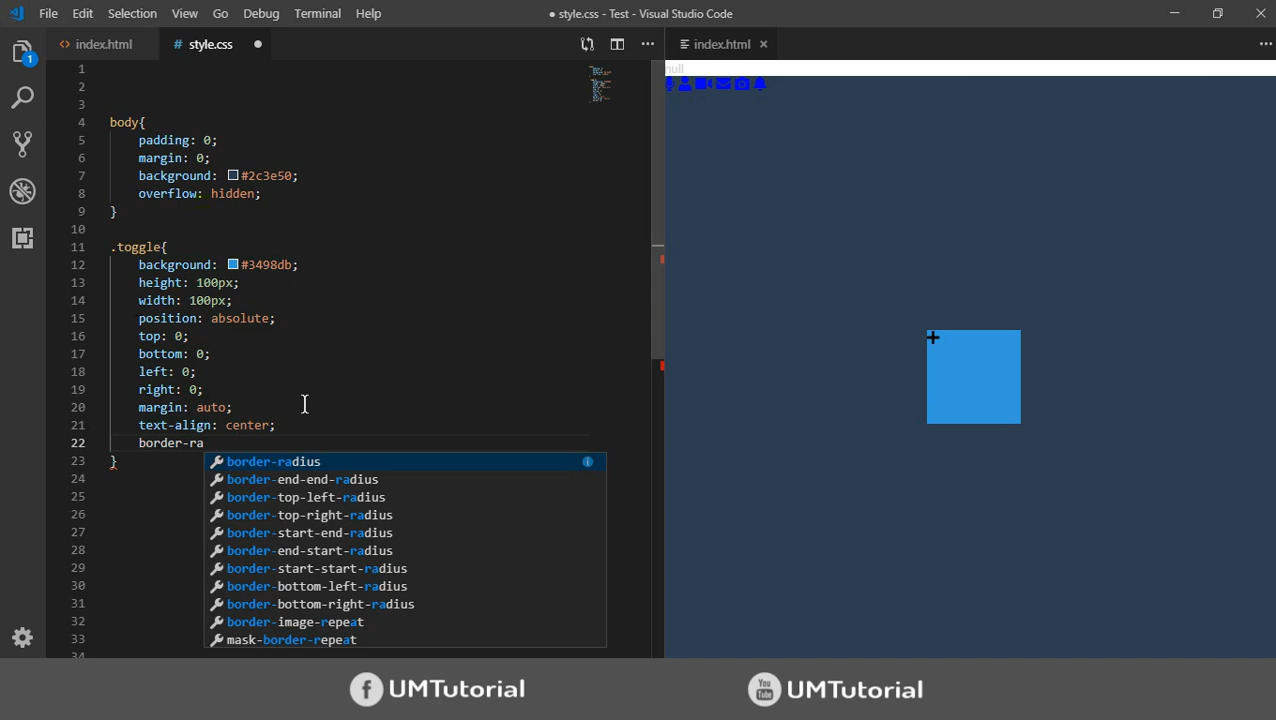 File Edit Selection View Go Debug Terminal Help ● style.css - Test - Visual Studio Code
<> index.html # style.css ●
index.html ×
1
null
1
2
3
4 body{
5 padding: 0;
6 margin: 0;
7 background: #2c3e50;
8 overflow: hidden;
9 }
10
11 .toggle{
12 background: #3498db;
13 height: 100px;
14 width: 100px;
15 position: absolute;
16 top: 0;
17 bottom: 0;
18 left: 0;
19 right: 0;
20 margin: auto;
21 text-align: center;
22 border-ra
23 }
border-radius
24 border-end-end-radius
25 border-top-left-radius
26 border-top-right-radius
27 border-start-end-radius
28 border-end-start-radius
29 border-start-start-radius
30 border-bottom-left-radius
31 border-bottom-right-radius
32 border-image-repeat
33 mask-border-repeat
34
+
f UMTutorial
You Tube UMTutorial